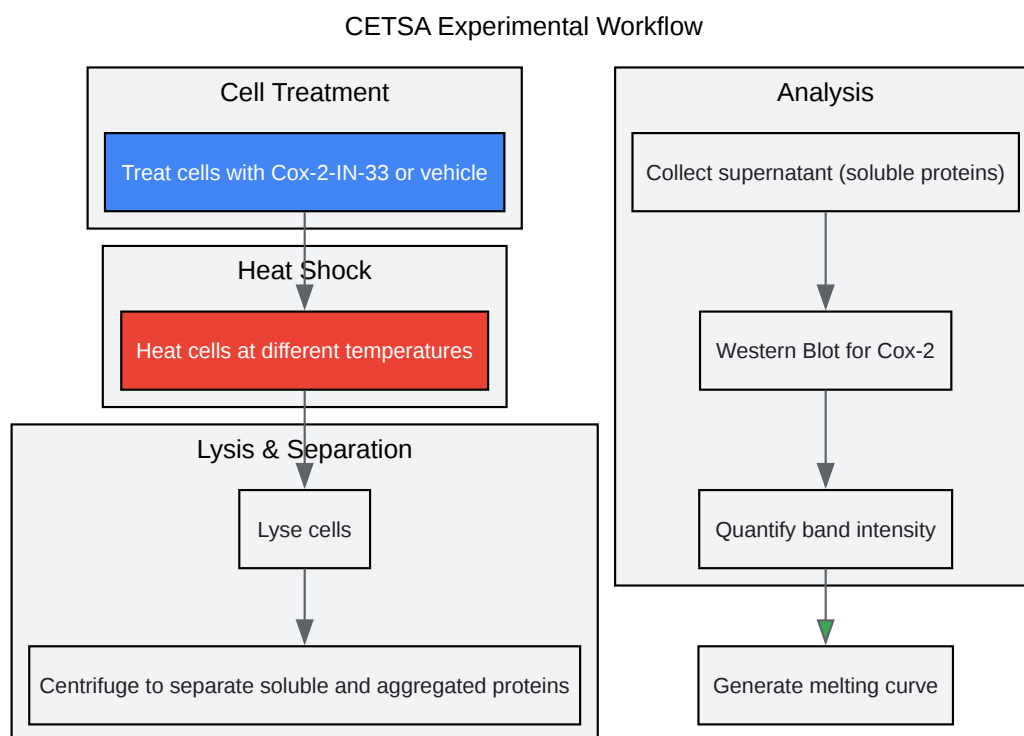 CETSA Experimental Workflow
Cell Treatment
Treat cells with Cox-2-IN-33 or vehicle
Heat Shock
Heat cells at different temperatures
Lysis & Separation
Lyse cells
Centrifuge to separate soluble and aggregated proteins
Analysis
Collect supernatant (soluble proteins)
Western Blot for Cox-2
Quantify band intensity
Generate melting curve